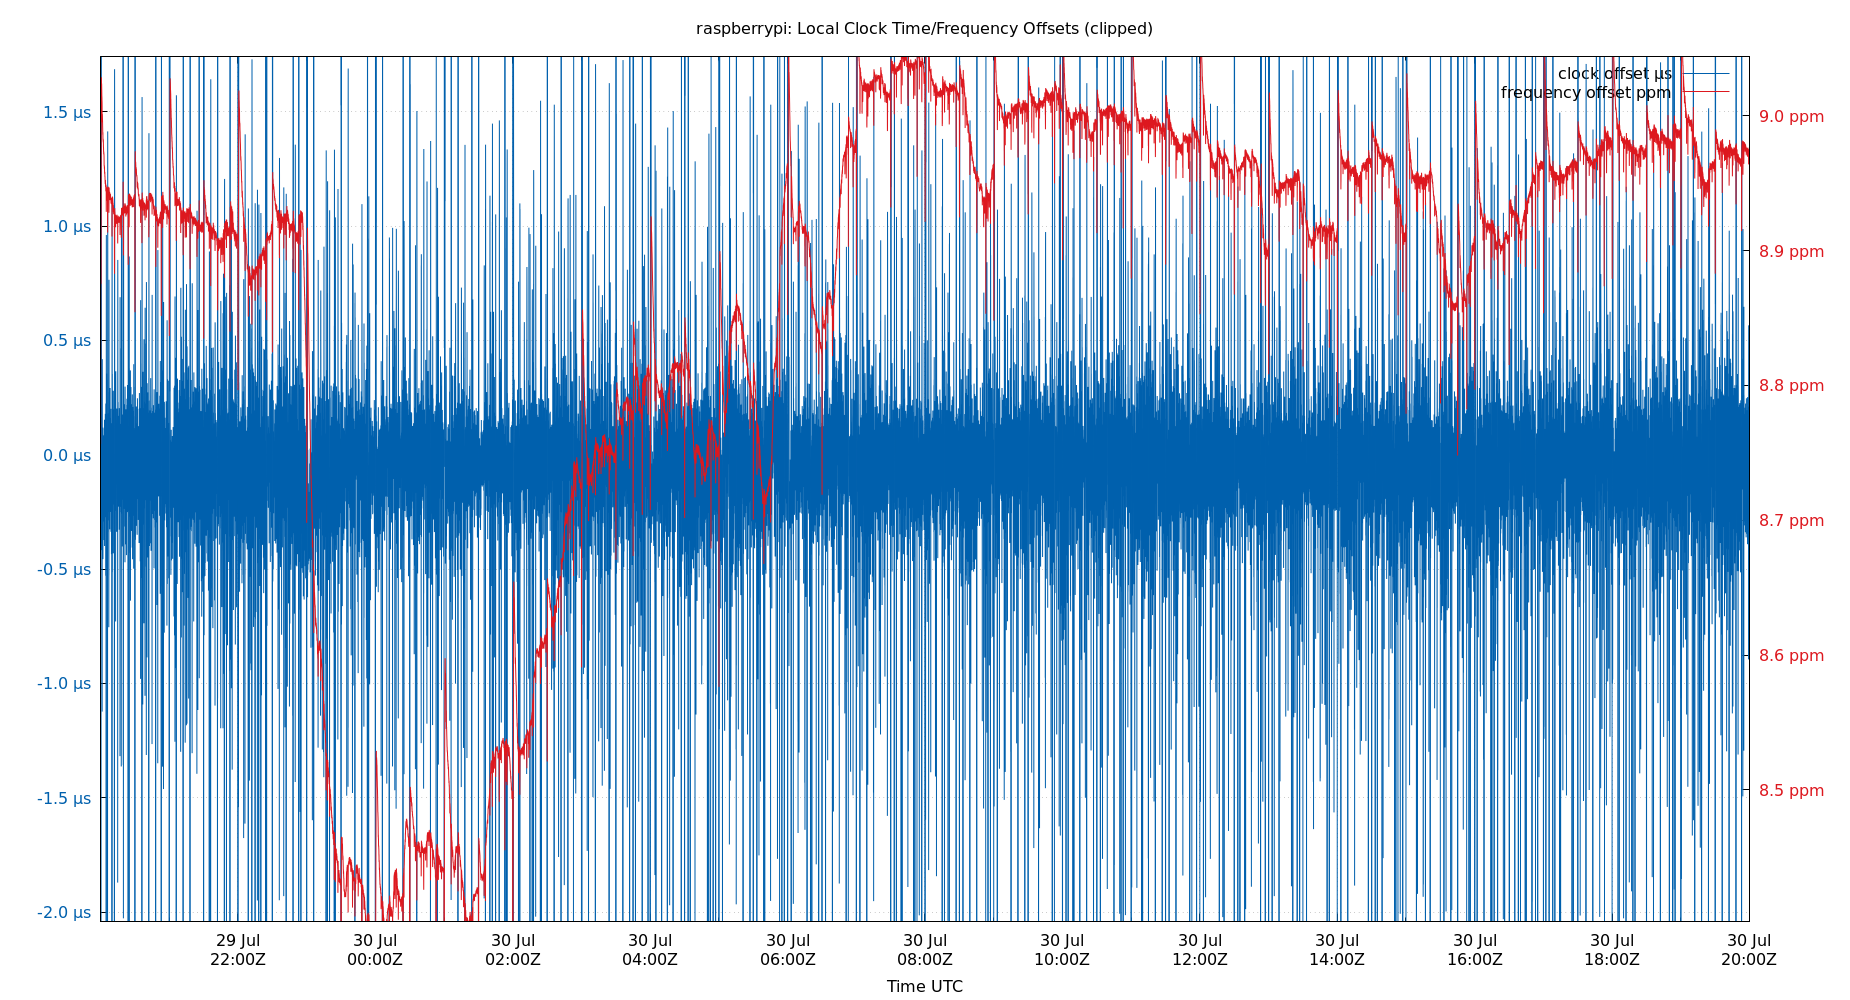 raspberrypi: Local Clock Time/Frequency Offsets (clipped)
clock offset µs
frequency offset ppm
1.5 µs
1.0 µs
0.5 µs
0.0 µs
-0.5 µs
-1.0 µs
-1.5 µs
-2.0 µs
9.0 ppm
8.9 ppm
8.8 ppm
8.7 ppm
8.6 ppm
8.5 ppm
29 Jul 30 Jul 30 Jul 30 Jul 30 Jul 30 Jul 30 Jul 30 Jul 30 Jul 30 Jul 30 Jul 30 Jul
22:00Z 00:00Z 02:00Z 04:00Z 06:00Z 08:00Z 10:00Z 12:00Z 14:00Z 16:00Z 18:00Z 20:00Z
Time UTC